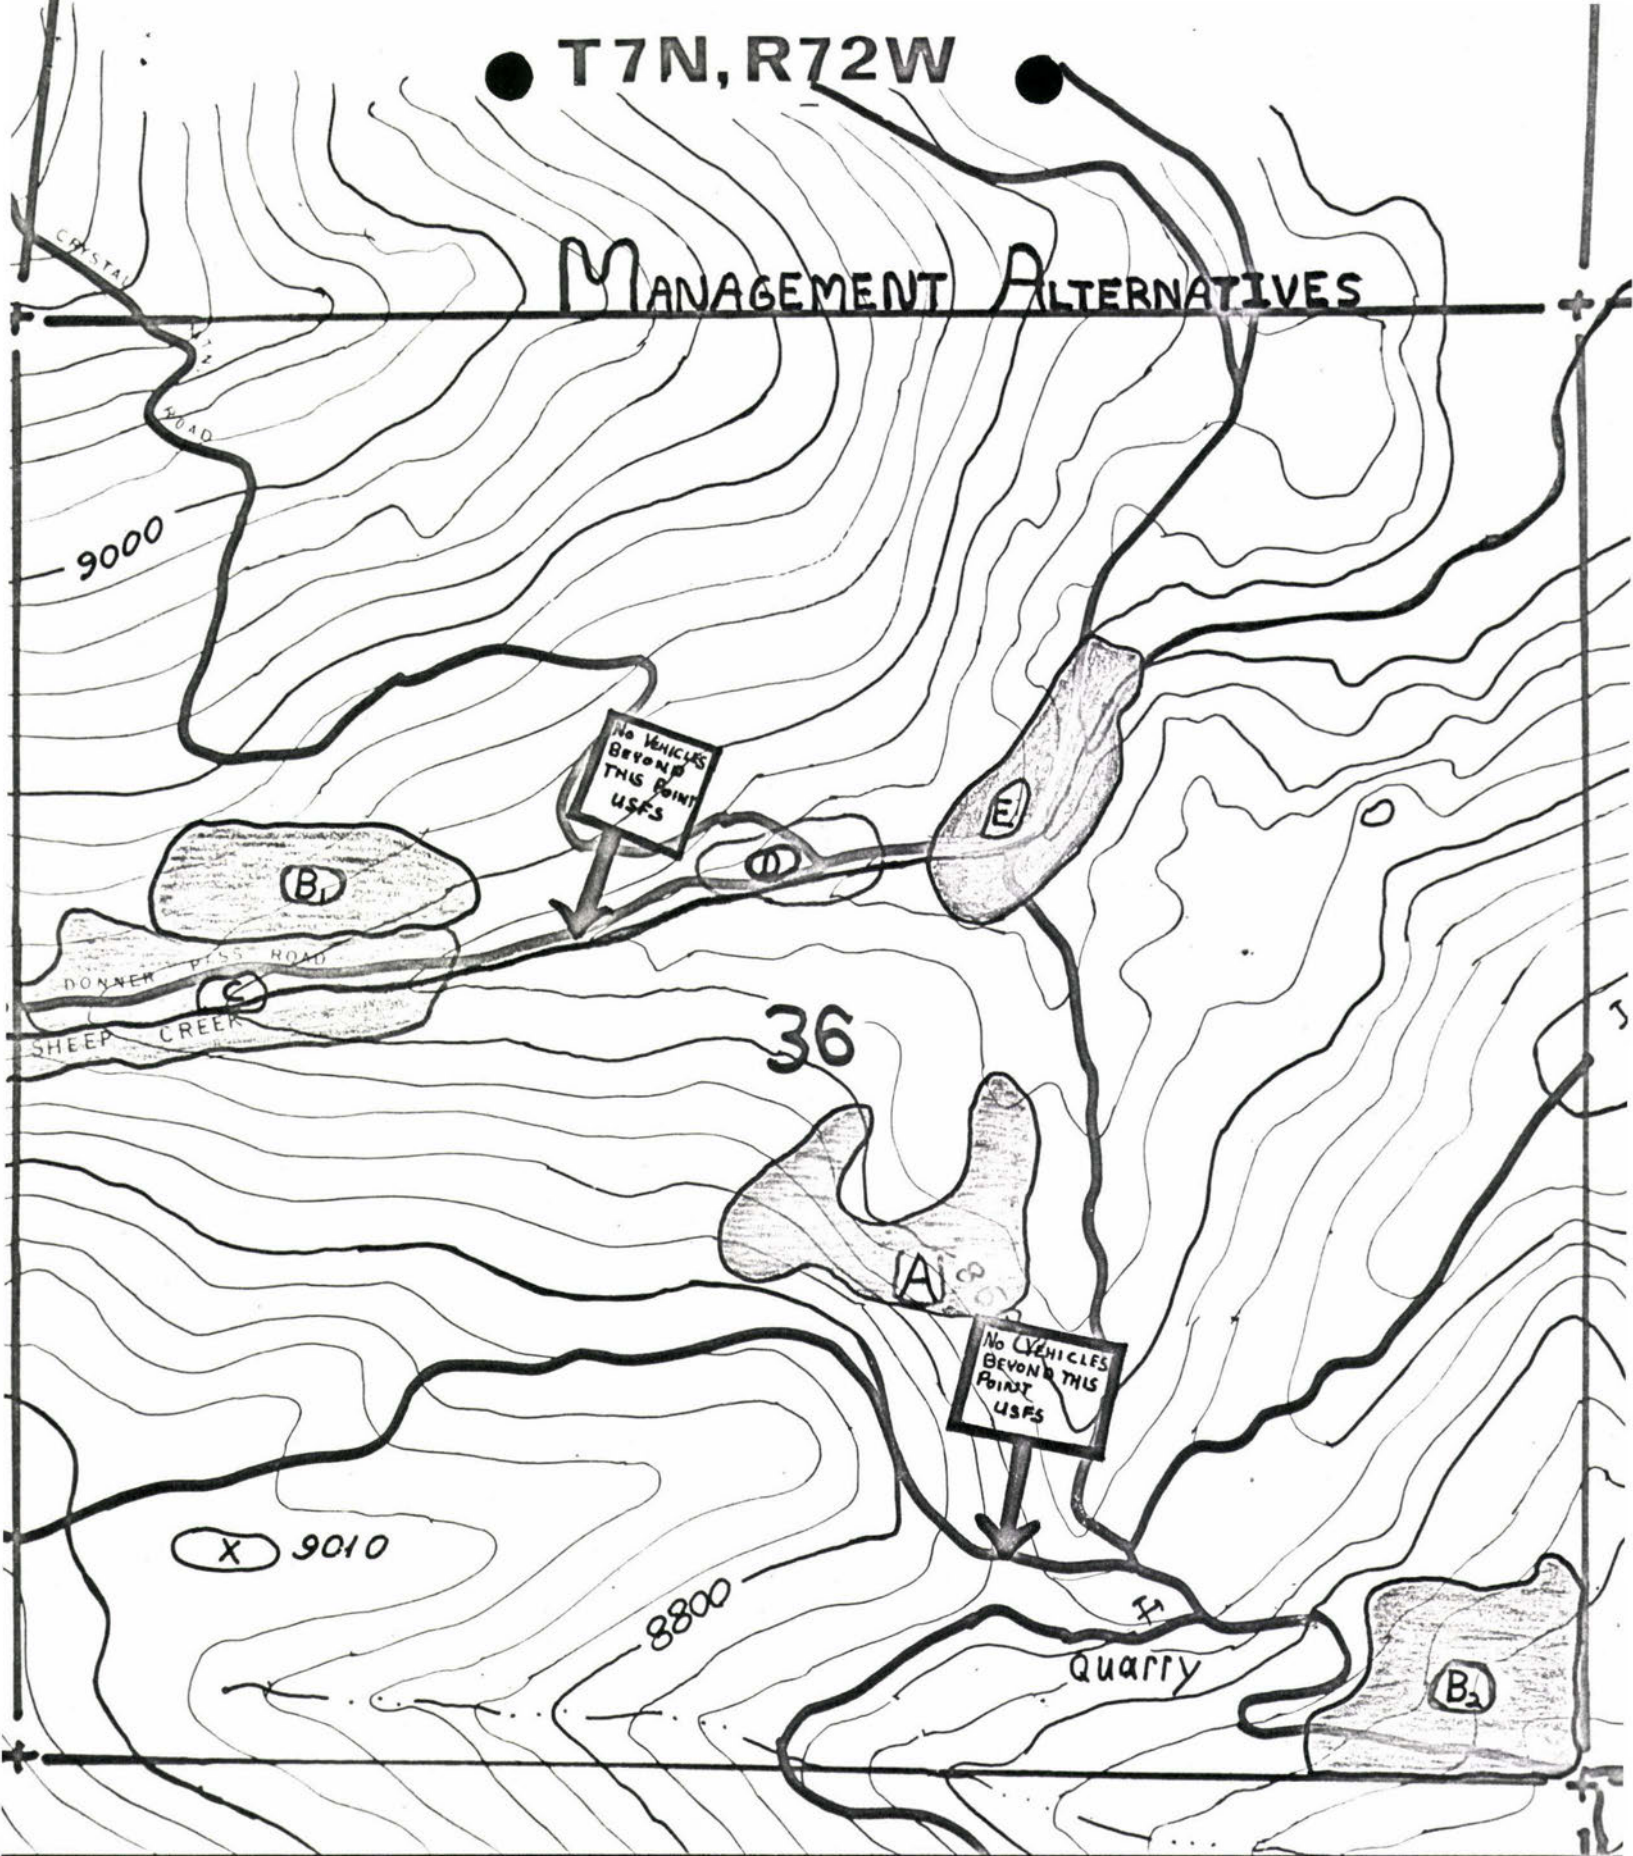 T7N, R72W
MANAGEMENT ALTERNATIVES
CRYSTAL
MTN.
ROAD
9000
NO VEHICLES
BEYOND
THIS POINT
USFS
E
D
B1
DONNER PASS ROAD
C
SHEEP CREEK
36
A
NO VEHICLES
BEYOND THIS
POINT
USFS
X 9010
8800
Quarry
B2